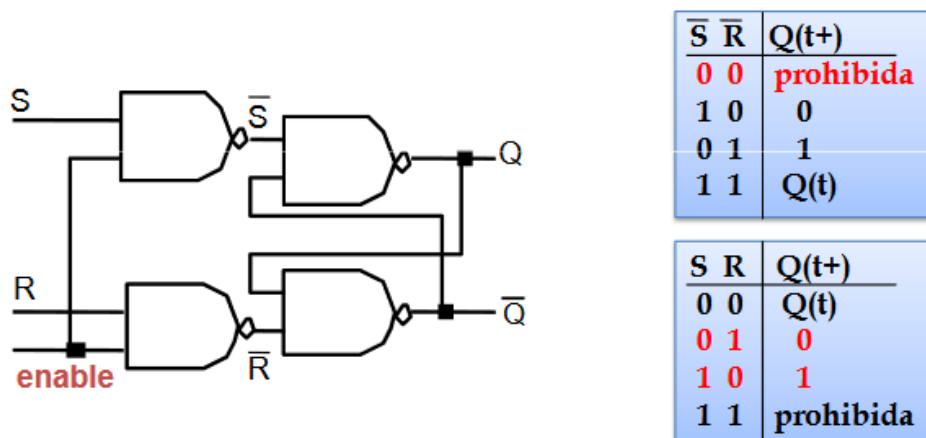 S
S̅
Q
R
R̅
Q̅
enable
S̅ R̅ Q(t+)
0 0 prohibida
1 0 0
0 1 1
1 1 Q(t)
S R Q(t+)
0 0 Q(t)
0 1 0
1 0 1
1 1 prohibida